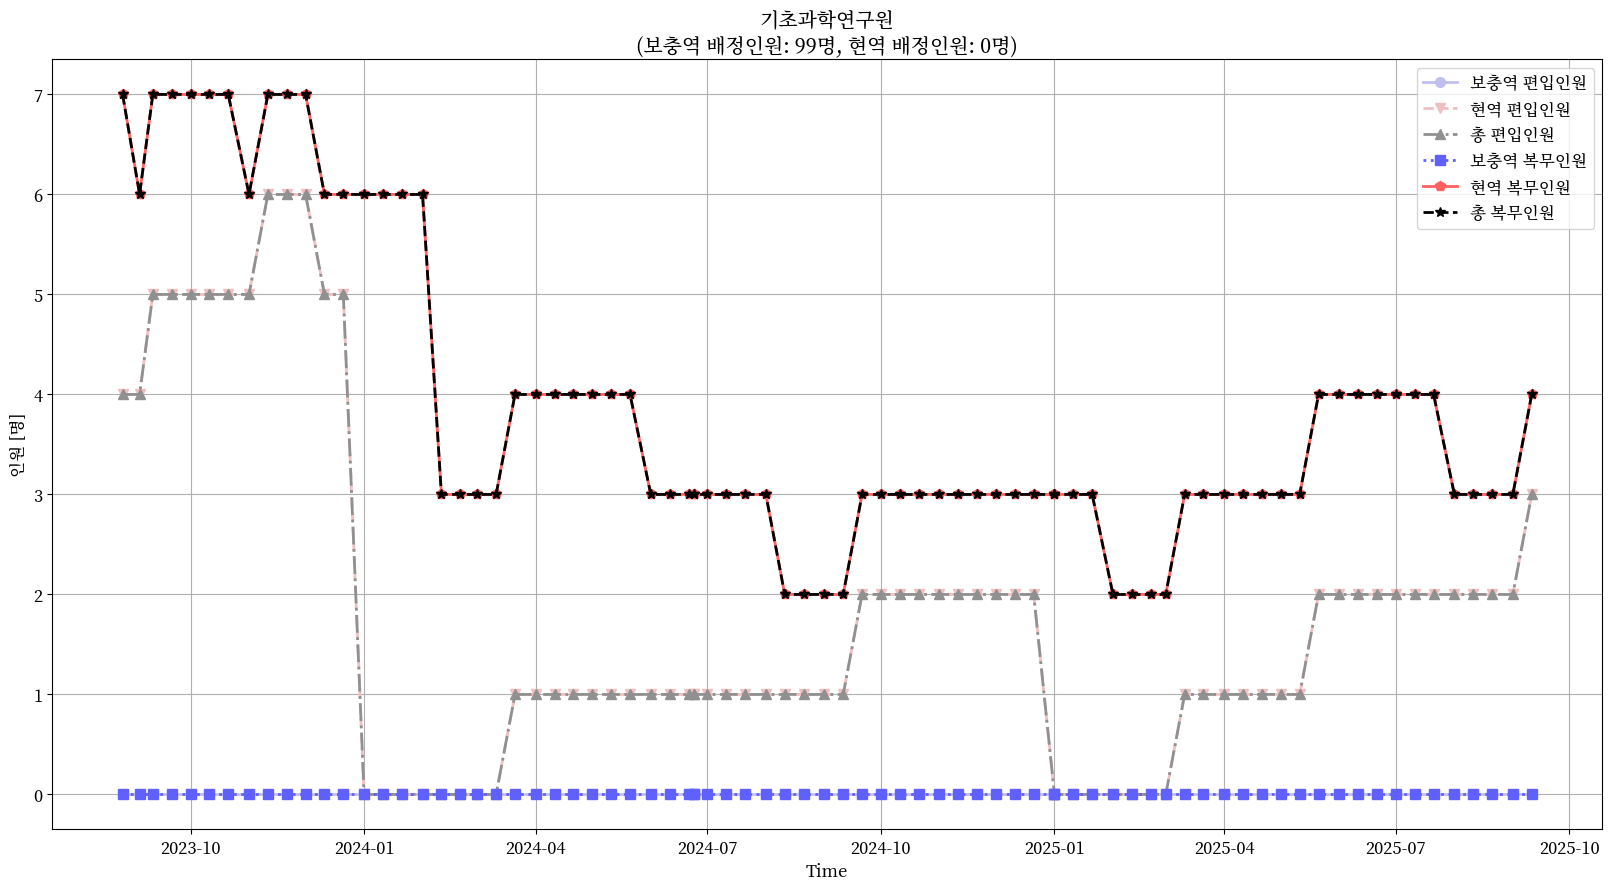 기초과학연구원
(보충역 배정인원: 99명, 현역 배정인원: 0명)
보충역 편입인원
현역 편입인원
총 편입인원
보충역 복무인원
현역 복무인원
총 복무인원
인원 [명]
7
6
5
4
3
2
1
0
2023-10 2024-01 2024-04 2024-07 2024-10 2025-01 2025-04 2025-07 2025-10
Time